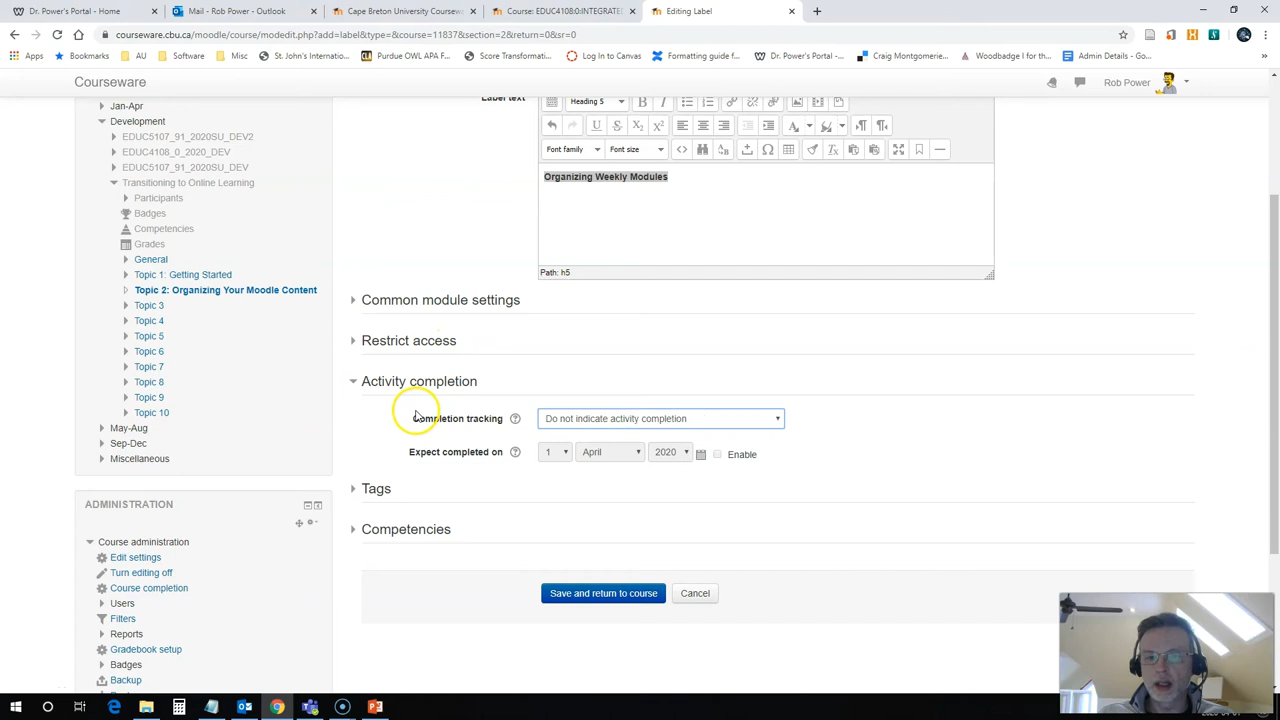 Dr. Power's Portal - Home
Mail - Rob Power - Outlook
Cape Breton University Coursew
Course: EDUC4108:0:INTEGRATE
Editing Label
courseware.cbu.ca/moodle/course/modedit.php?add=label&type=&course=11837&section=2&return=0&sr=0
Apps
Bookmarks
AU
Education
Misc
St. John's Internatio...
Purdue OWL APA F...
Score Transformati...
Log In to Canvas
Formatting guide f...
Dr. Power's Portal -...
Craig Montgomerie...
Woodbadge I for th...
Admin Details - Go...
Courseware
Rob Power
Jan-Apr
Development
EDUC5107_91_2020SU_DEV2
EDUC4108_0_2020_DEV
EDUC5107_91_2020SU_DEV
Transitioning to Online Learning
Participants
Badges
Competencies
Grades
General
Topic 1: Getting Started
Topic 2: Organizing Your Moodle Content
Topic 3
Topic 4
Topic 5
Topic 6
Topic 7
Topic 8
Topic 9
Topic 10
May-Aug
Sep-Dec
Miscellaneous
ADMINISTRATION
Course administration
Edit settings
Turn editing off
Course completion
Users
Filters
Reports
Gradebook setup
Badges
Backup
Label text
Heading 5
Font family
Font size
Organizing Weekly Modules
Path: h5
Common module settings
Restrict access
Activity completion
Completion tracking
Do not indicate activity completion
Expect completed on
1
April
2020
Enable
Tags
Competencies
Save and return to course
Cancel